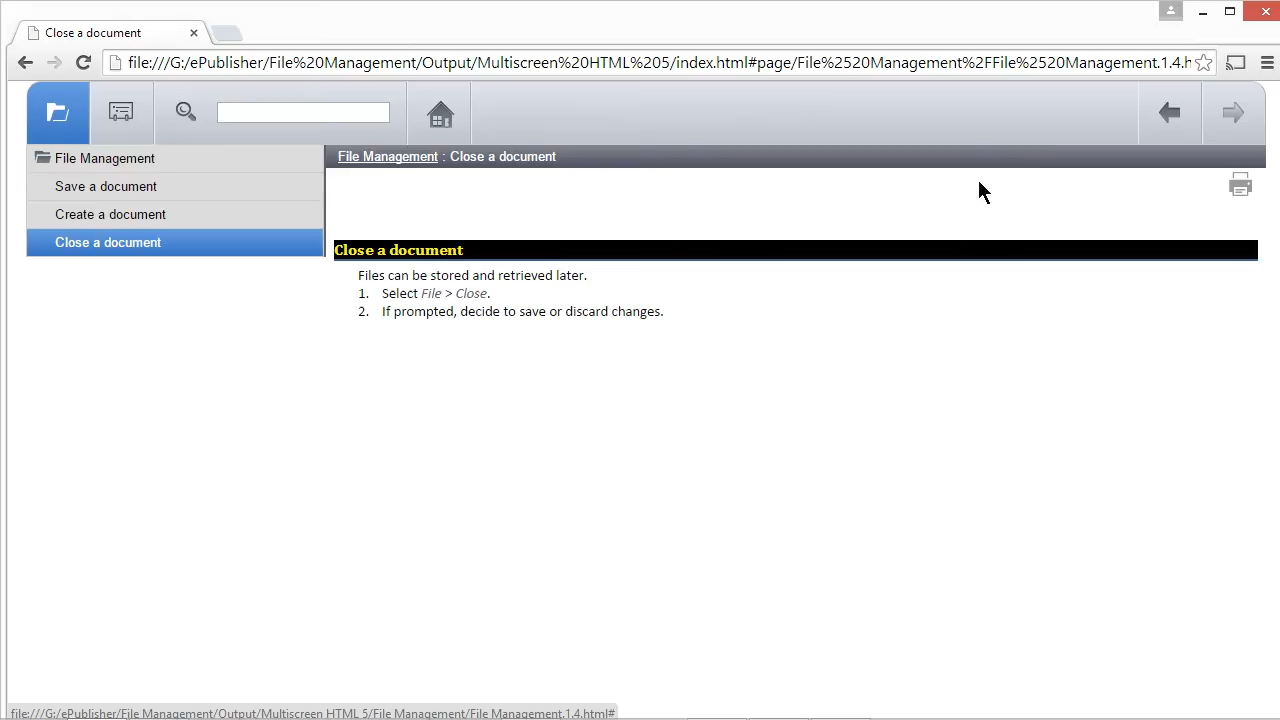 Close a document
file:///G:/ePublisher/File%20Management/Output/Multiscreen%20HTML%205/index.html#page/File%2520Management%2FFile%2520Management.1.4.h
File Management
Save a document
Create a document
Close a document
File Management : Close a document
Close a document
Files can be stored and retrieved later.
1. Select File > Close.
2. If prompted, decide to save or discard changes.
file:///G:/ePublisher/File Management/Output/Multiscreen HTML 5/File Management/File Management.1.4.html#